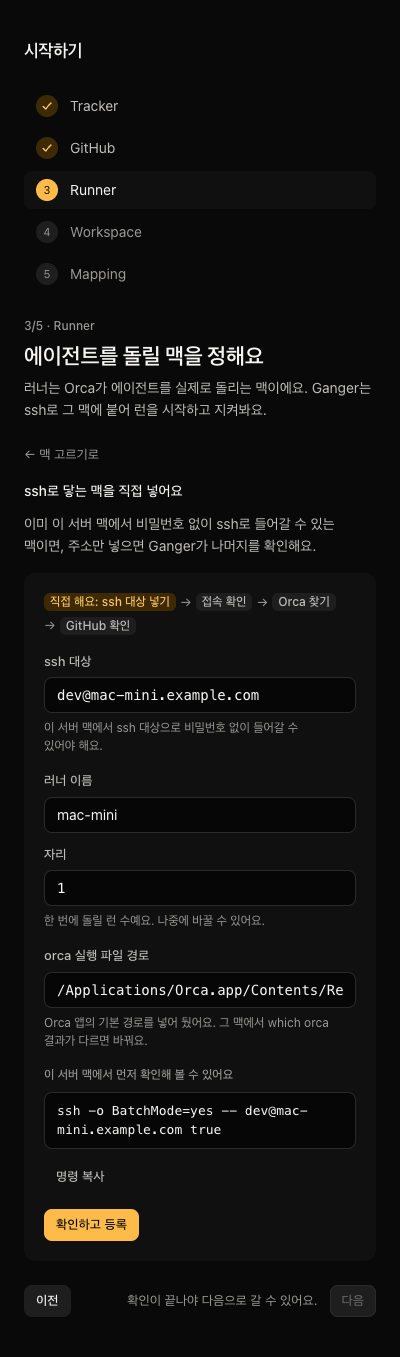 시작하기
Tracker
GitHub
3 Runner
4 Workspace
5 Mapping
3/5 · Runner
에이전트를 돌릴 맥을 정해요
러너는 Orca가 에이전트를 실제로 돌리는 맥이에요. Ganger는
ssh로 그 맥에 붙어 런을 시작하고 지켜봐요.
← 맥 고르기로
ssh로 닿는 맥을 직접 넣어요
이미 이 서버 맥에서 비밀번호 없이 ssh로 들어갈 수 있는
맥이면, 주소만 넣으면 Ganger가 나머지를 확인해요.
직접 해요: ssh 대상 넣기 → 접속 확인 → Orca 찾기
→ GitHub 확인
ssh 대상
dev@mac-mini.example.com
이 서버 맥에서 ssh 대상으로 비밀번호 없이 들어갈 수
있어야 해요.
러너 이름
mac-mini
자리
1
한 번에 돌릴 런 수예요. 나중에 바꿀 수 있어요.
orca 실행 파일 경로
/Applications/Orca.app/Contents/Re
Orca 앱의 기본 경로를 넣어 뒀어요. 그 맥에서 which orca
결과가 다르면 바꿔요.
이 서버 맥에서 먼저 확인해 볼 수 있어요
ssh -o BatchMode=yes -- dev@mac-
mini.example.com true
명령 복사
확인하고 등록
이전 확인이 끝나야 다음으로 갈 수 있어요. 다음